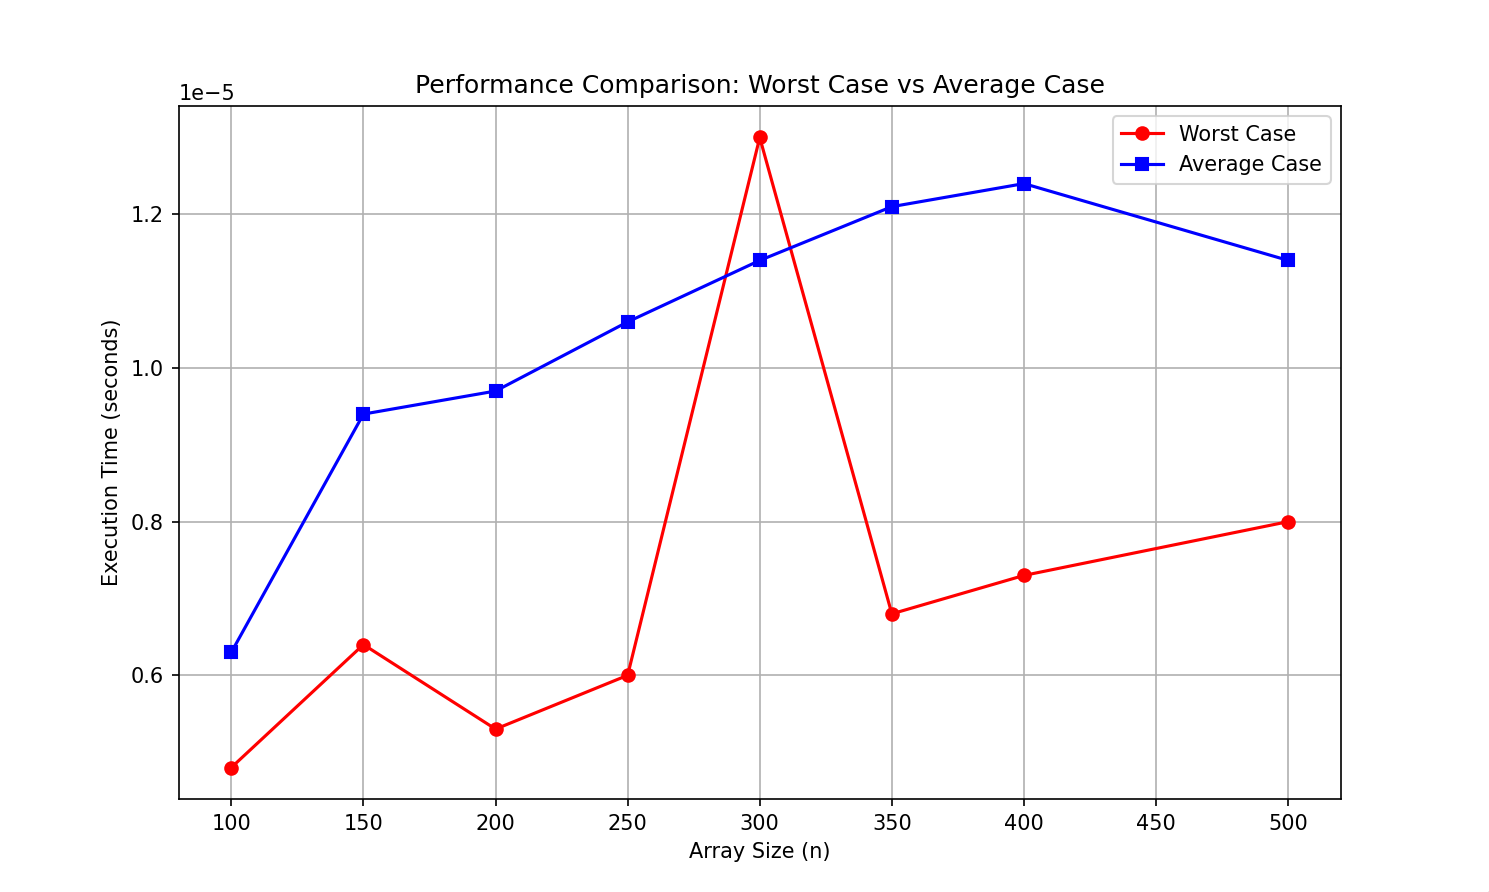 Performance Comparison: Worst Case vs Average Case
1e−5
Worst Case
Average Case
1.2
1.0
0.8
0.6
Execution Time (seconds)
100 150 200 250 300 350 400 450 500
Array Size (n)